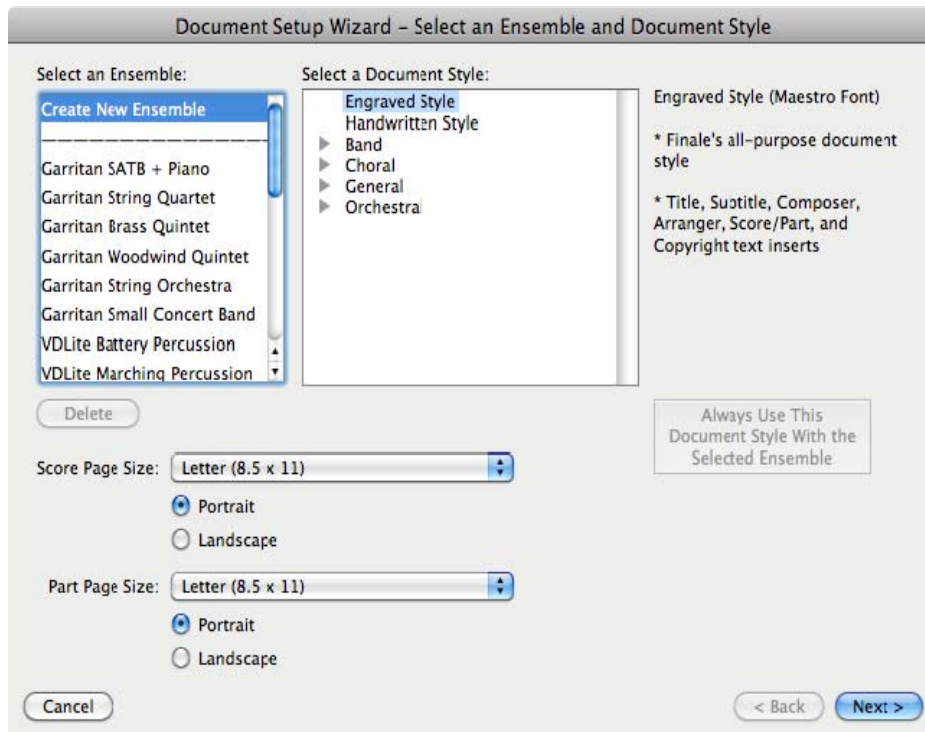 Document Setup Wizard – Select an Ensemble and Document Style
Select an Ensemble:
Create New Ensemble
Garritan SATB + Piano
Garritan String Quartet
Garritan Brass Quintet
Garritan Woodwind Quintet
Garritan String Orchestra
Garritan Small Concert Band
VDLite Battery Percussion
VDLite Marching Percussion
Select a Document Style:
Engraved Style
Handwritten Style
Band
Choral
General
Orchestral
Engraved Style (Maestro Font)
* Finale's all-purpose document
style
* Title, Subtitle, Composer,
Arranger, Score/Part, and
Copyright text inserts
Delete
Always Use This
Document Style With the
Selected Ensemble
Score Page Size: Letter (8.5 x 11)
Portrait
Landscape
Part Page Size: Letter (8.5 x 11)
Portrait
Landscape
Cancel
< Back
Next >